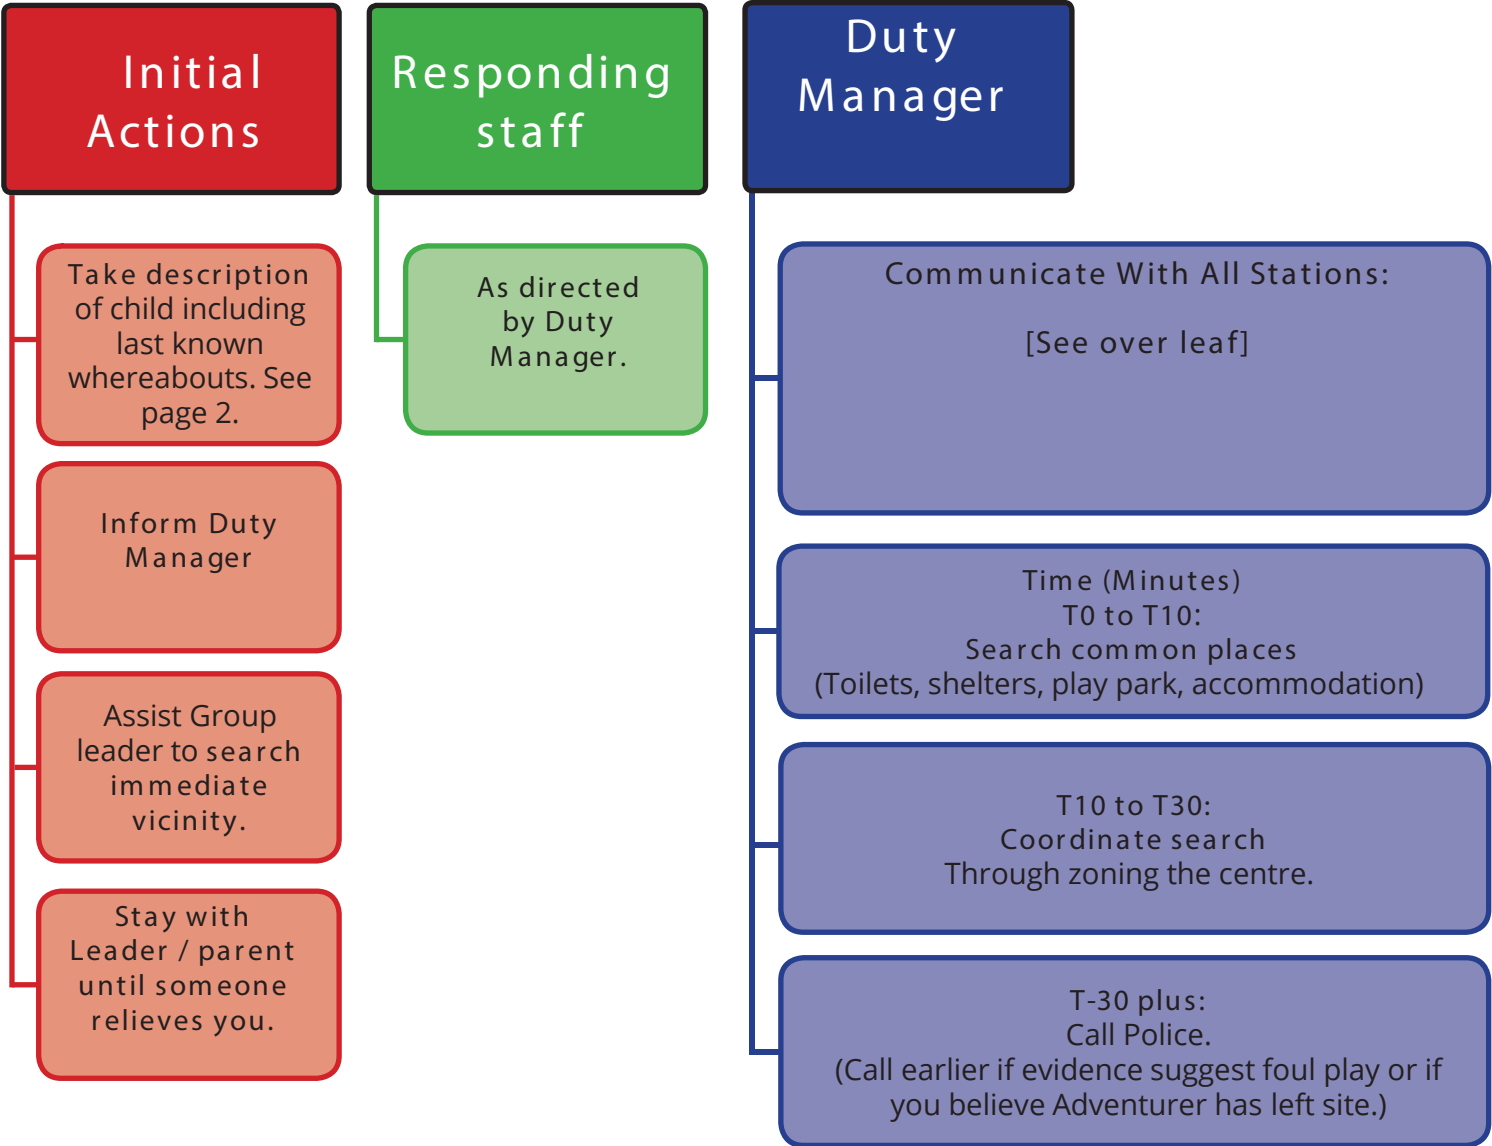 Initial
Actions
Take description
of child including
last known
whereabouts. See
page 2.
Inform Duty
Manager
Assist Group
leader to search
immediate
vicinity.
Stay with
Leader / parent
until someone
relieves you.
Responding
staff
As directed
by Duty
Manager.
Duty
Manager
Communicate With All Stations:
[See over leaf]
Time (Minutes)
T0 to T10:
Search common places
(Toilets, shelters, play park, accommodation)
T10 to T30:
Coordinate search
Through zoning the centre.
T-30 plus:
Call Police.
(Call earlier if evidence suggest foul play or if
you believe Adventurer has left site.)